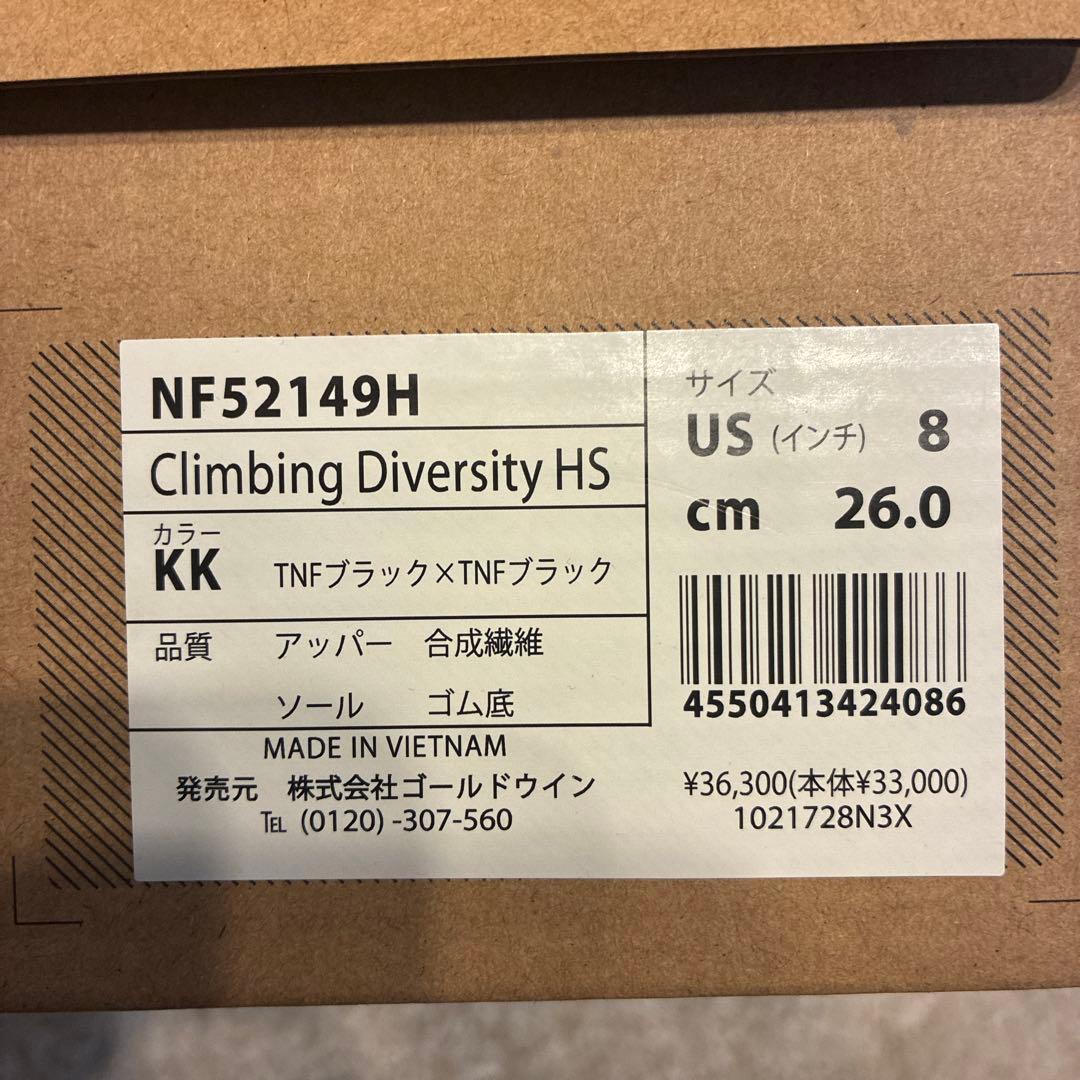 NF52149H
Climbing Diversity HS
カラー
KK TNFブラック×TNFブラック
品質 アッパー 合成繊維
ソール ゴム底
MADE IN VIETNAM
発売元 株式会社ゴールドウイン
℡ (0120) -307-560
サイズ
US (インチ) 8
cm 26.0
4550413424086
¥36,300(本体¥33,000)
1021728N3X